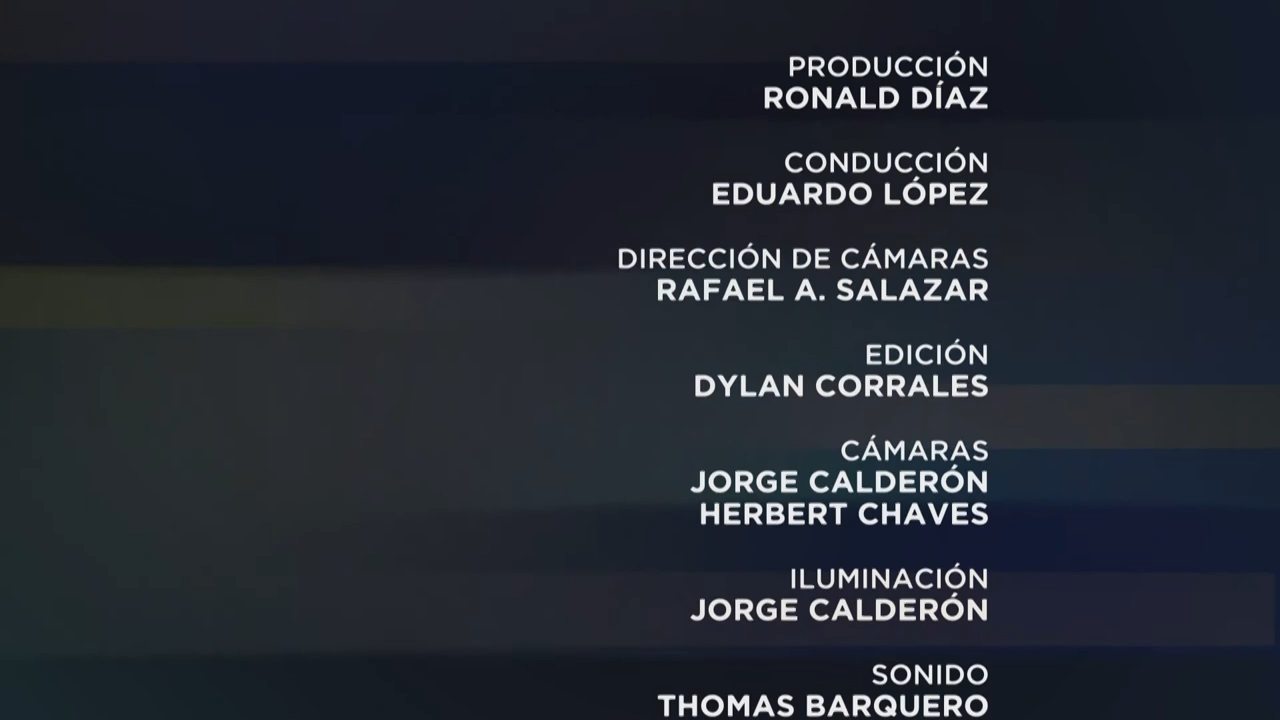 PRODUCCIÓN
RONALD DÍAZ
CONDUCCIÓN
EDUARDO LÓPEZ
DIRECCIÓN DE CÁMARAS
RAFAEL A. SALAZAR
EDICIÓN
DYLAN CORRALES
CÁMARAS
JORGE CALDERÓN
HERBERT CHAVES
ILUMINACIÓN
JORGE CALDERÓN
SONIDO
THOMAS BARQUERO